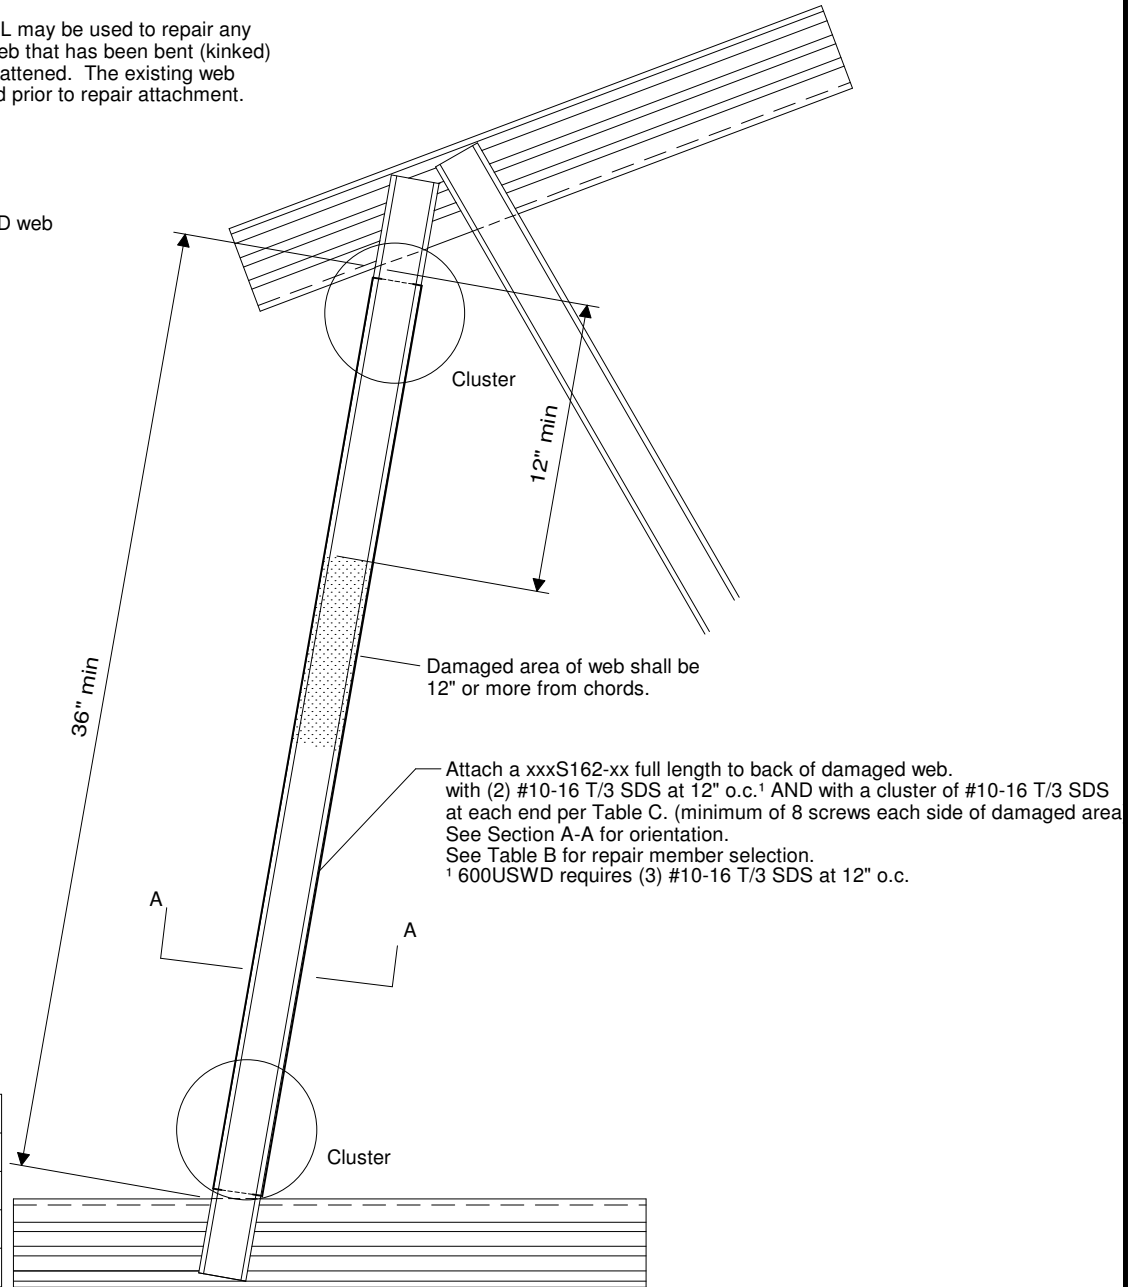 L may be used to repair any
eb that has been bent (kinked)
attened. The existing web
d prior to repair attachment.
D web
Cluster
12" min
36" min
Damaged area of web shall be
12" or more from chords.
Attach a xxxS162-xx full length to back of damaged web.
with (2) #10-16 T/3 SDS at 12" o.c.¹ AND with a cluster of #10-16 T/3 SDS
at each end per Table C. (minimum of 8 screws each side of damaged area
See Section A-A for orientation.
See Table B for repair member selection.
¹ 600USWD requires (3) #10-16 T/3 SDS at 12" o.c.
A
A
Cluster